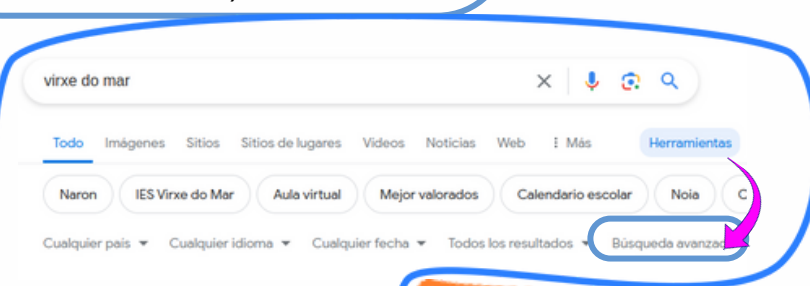 virxe do mar
Todo Imágenes Sitios Sitios de lugares Videos Noticias Web Más Herramientas
Naron IES Virxe do Mar Aula virtual Mejor valorados Calendario escolar Noia
Cualquier país Cualquier idioma Cualquier fecha Todos los resultados Búsqueda